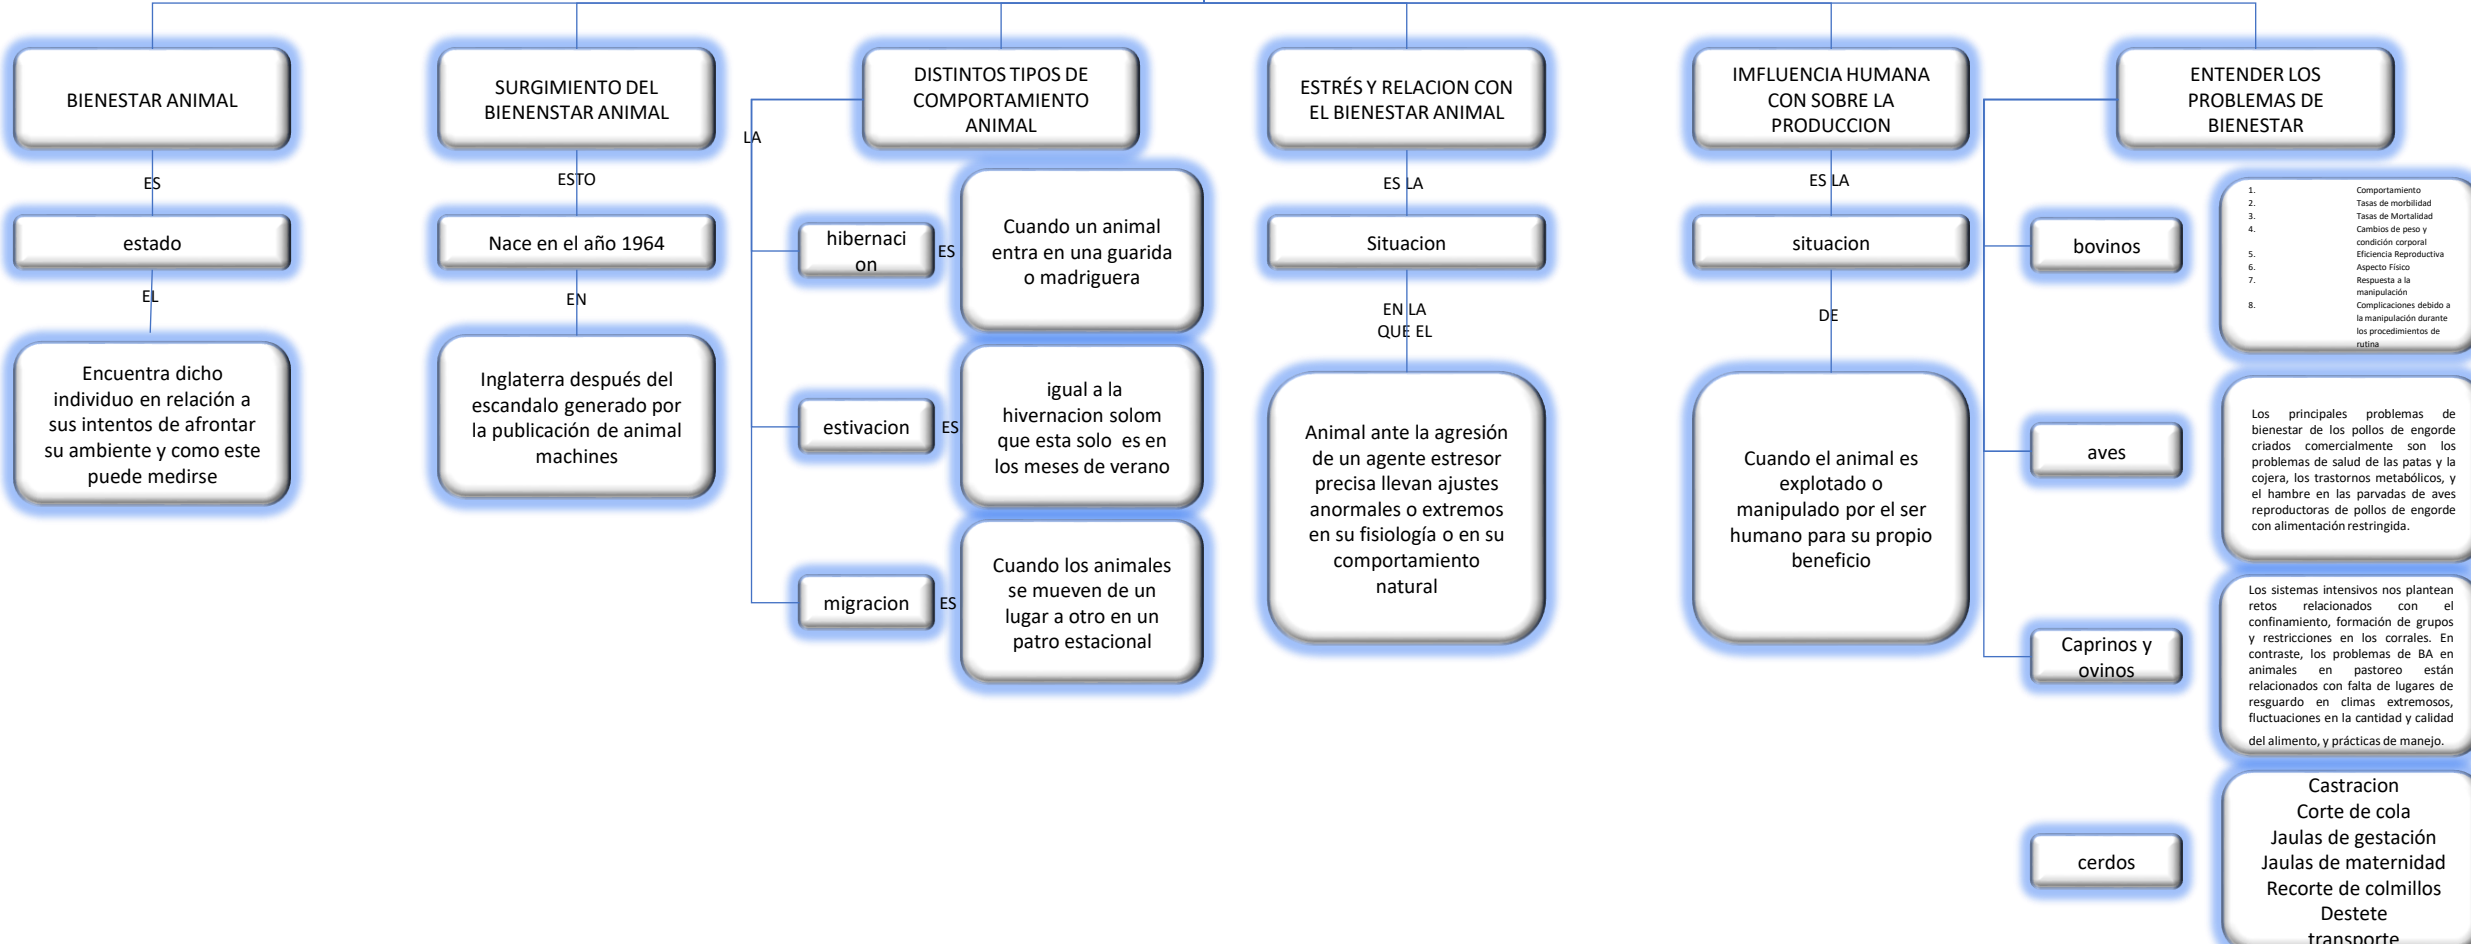 BIENESTAR ANIMAL
ES
estado
EL
Encuentra dicho
individuo en relación a
sus intentos de afrontar
su ambiente y como este
puede medirse
SURGIMIENTO DEL
BIENENSTAR ANIMAL
ESTO
Nace en el año 1964
EN
Inglaterra después del
escandalo generado por
la publicación de animal
machines
DISTINTOS TIPOS DE
COMPORTAMIENTO
ANIMAL
LA
hibernaci
on
ES
Cuando un animal
entra en una guarida
o madriguera
estivacion
ES
igual a la
hivernacion solom
que esta solo es en
los meses de verano
migracion
ES
Cuando los animales
se mueven de un
lugar a otro en un
patro estacional
ESTRÉS Y RELACION CON
EL BIENESTAR ANIMAL
ES LA
Situacion
EN LA
QUE EL
Animal ante la agresión
de un agente estresor
precisa llevan ajustes
anormales o extremos
en su fisiología o en su
comportamiento
natural
IMFLUENCIA HUMANA
CON SOBRE LA
PRODUCCION
ES LA
situacion
DE
Cuando el animal es
explotado o
manipulado por el ser
humano para su propio
beneficio
ENTENDER LOS
PROBLEMAS DE
BIENESTAR
bovinos
1. Comportamiento
2. Tasas de morbilidad
3. Tasas de Mortalidad
4. Cambios de peso y
condición corporal
5. Eficiencia Reproductiva
6. Aspecto Físico
7. Respuesta a la
manipulación
8. Complicaciones debido a
la manipulación durante
los procedimientos de
rutina
aves
Los principales problemas de
bienestar de los pollos de engorde
criados comercialmente son los
problemas de salud de las patas y la
cojera, los trastornos metabólicos, y
el hambre en las parvadas de aves
reproductoras de pollos de engorde
con alimentación restringida.
Caprinos y
ovinos
Los sistemas intensivos nos plantean
retos relacionados con el
confinamiento, formación de grupos
y restricciones en los corrales. En
contraste, los problemas de BA en
animales en pastoreo están
relacionados con falta de lugares de
resguardo en climas extremosos,
fluctuaciones en la cantidad y calidad
del alimento, y prácticas de manejo.
cerdos
Castracion
Corte de cola
Jaulas de gestación
Jaulas de maternidad
Recorte de colmillos
Destete
transporte